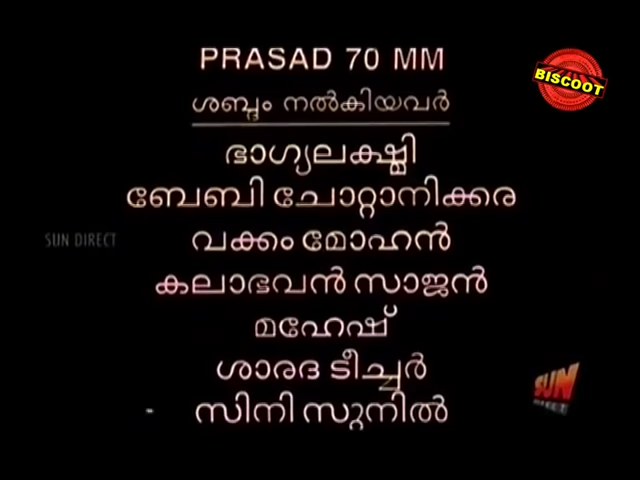 PRASAD 70 MM
BISCOOT
ശബ്ദം നൽകിയവർ
ഭാഗ്യലക്ഷ്മി
ബേബി ചോറ്റാനിക്കര
SUN DIRECT
വക്കം മോഹൻ
കലാഭവൻ സാജൻ
മഹേഷ്
ശാരദ ടീച്ചർ
സിനി സുനിൽ
SUN
DIRECT